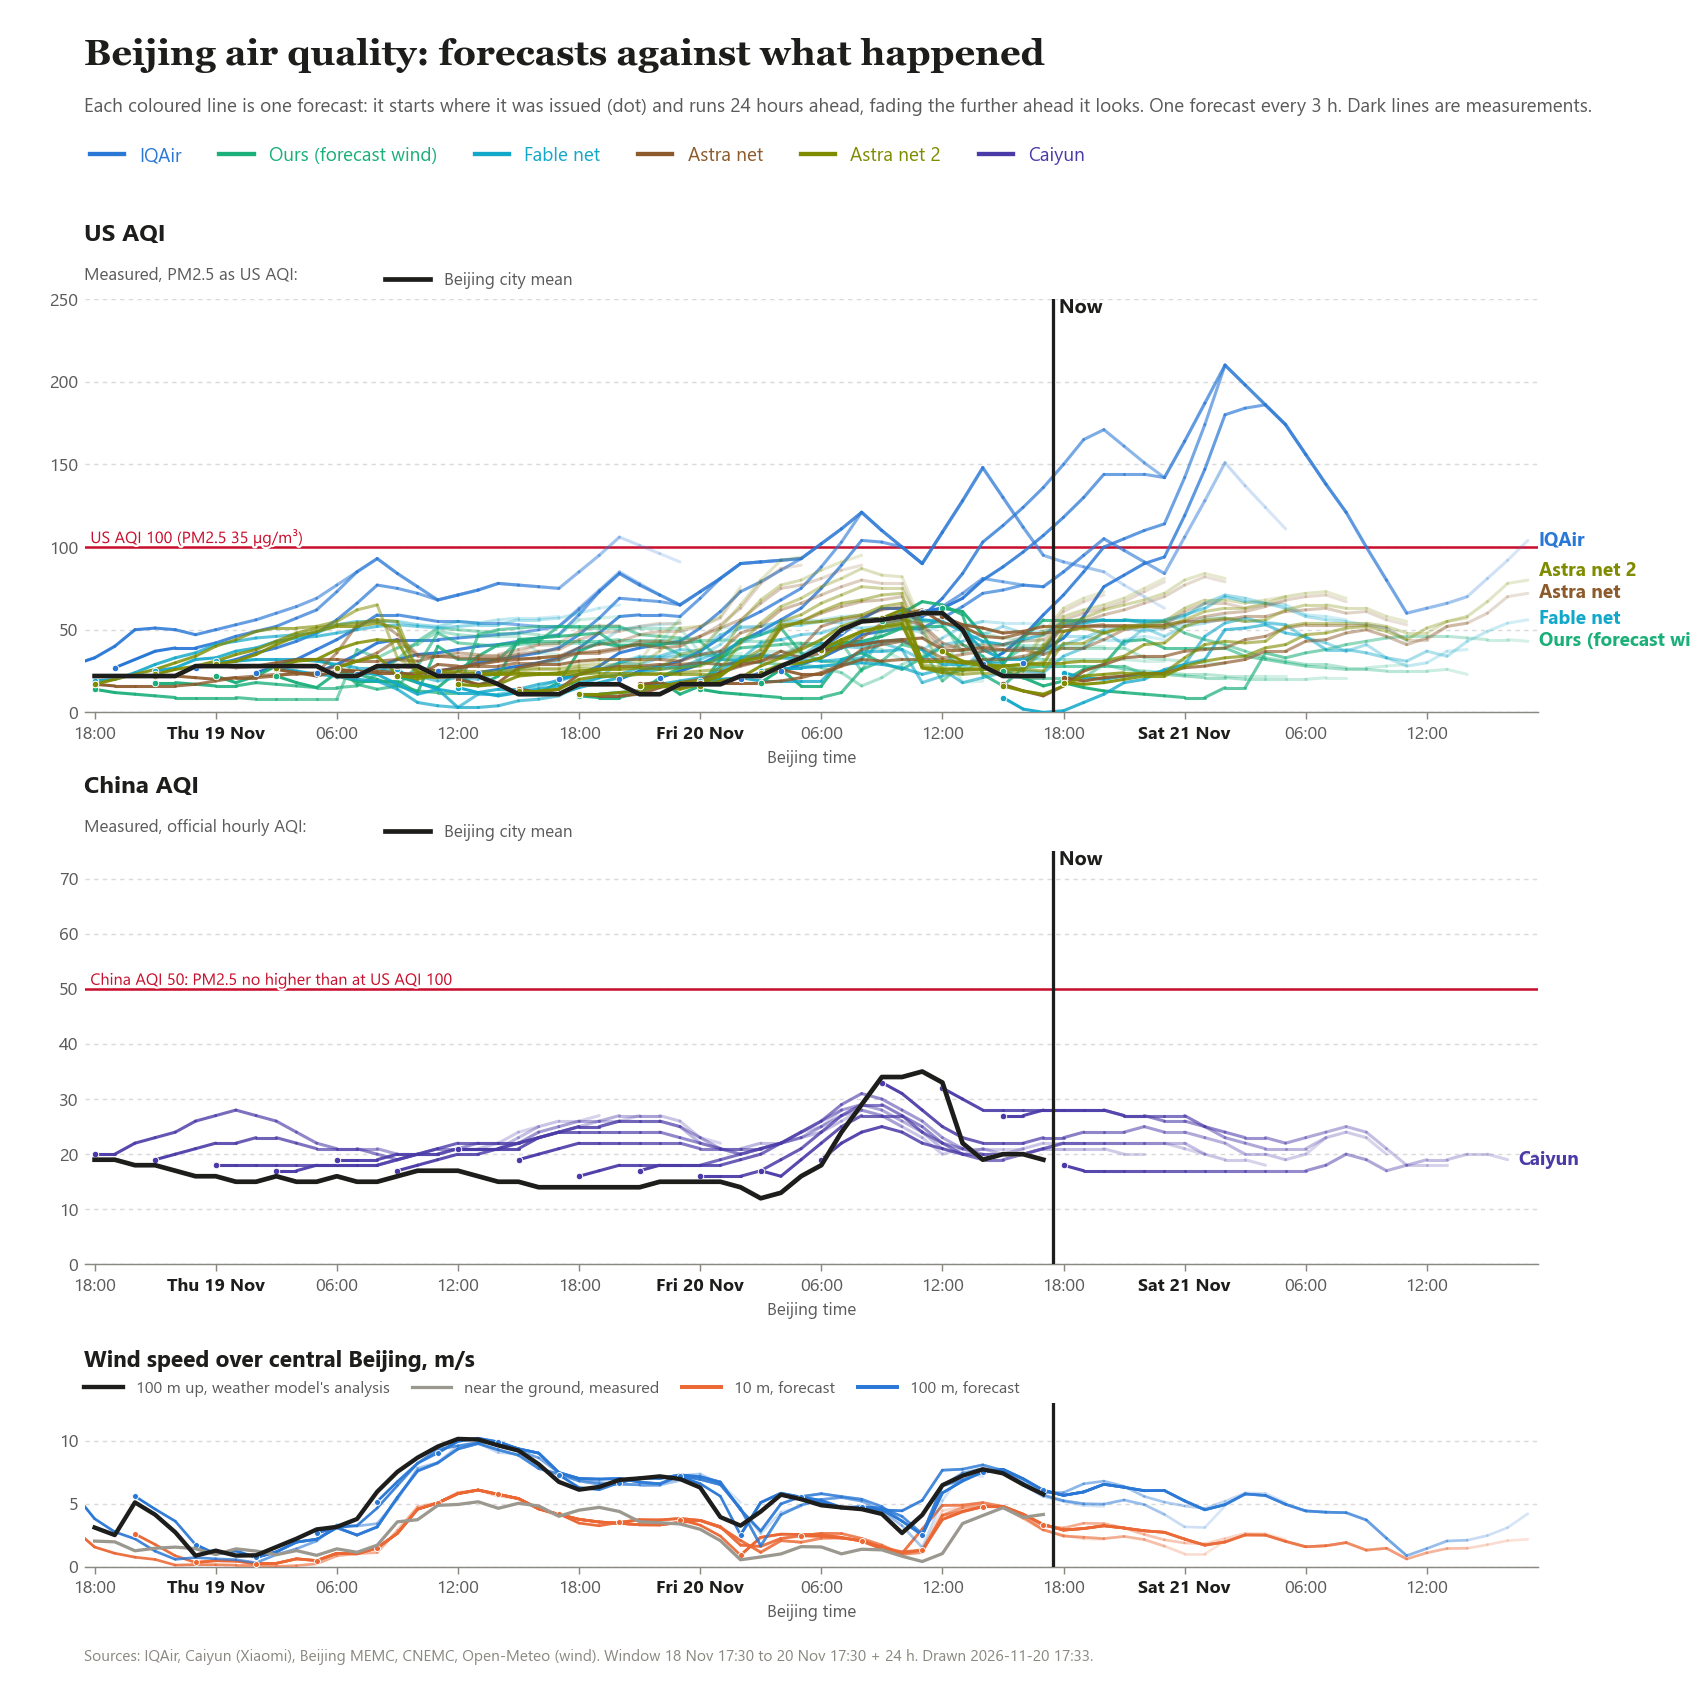 Beijing air quality: forecasts against what happened
Each coloured line is one forecast: it starts where it was issued (dot) and runs 24 hours ahead, fading the further ahead it looks. One forecast every 3 h. Dark lines are measurements.
IQAir Ours (forecast wind) Fable net Astra net Astra net 2 Caiyun
US AQI
Measured, PM2.5 as US AQI: Beijing city mean
250
Now
200
150
US AQI 100 (PM2.5 35 µg/m³)
100
IQAir
Astra net 2
Astra net
Fable net
50
Ours (forecast wi
0
18:00 Thu 19 Nov 06:00 12:00 18:00 Fri 20 Nov 06:00 12:00 18:00 Sat 21 Nov 06:00 12:00
Beijing time
China AQI
Measured, official hourly AQI: Beijing city mean
Now
70
60
China AQI 50: PM2.5 no higher than at US AQI 100
50
40
30
20
Caiyun
10
0
18:00 Thu 19 Nov 06:00 12:00 18:00 Fri 20 Nov 06:00 12:00 18:00 Sat 21 Nov 06:00 12:00
Beijing time
Wind speed over central Beijing, m/s
100 m up, weather model's analysis near the ground, measured 10 m, forecast 100 m, forecast
10
5
0
18:00 Thu 19 Nov 06:00 12:00 18:00 Fri 20 Nov 06:00 12:00 18:00 Sat 21 Nov 06:00 12:00
Beijing time
Sources: IQAir, Caiyun (Xiaomi), Beijing MEMC, CNEMC, Open-Meteo (wind). Window 18 Nov 17:30 to 20 Nov 17:30 + 24 h. Drawn 2026-11-20 17:33.